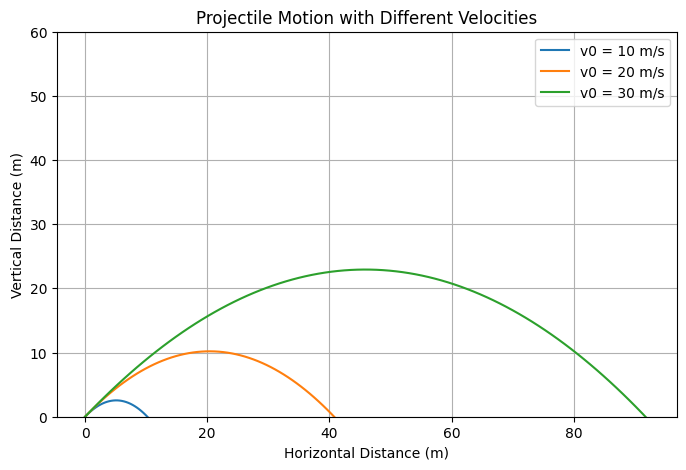 Projectile Motion with Different Velocities
v0 = 10 m/s
v0 = 20 m/s
v0 = 30 m/s
Vertical Distance (m)
60
50
40
30
20
10
0
0 20 40 60 80
Horizontal Distance (m)